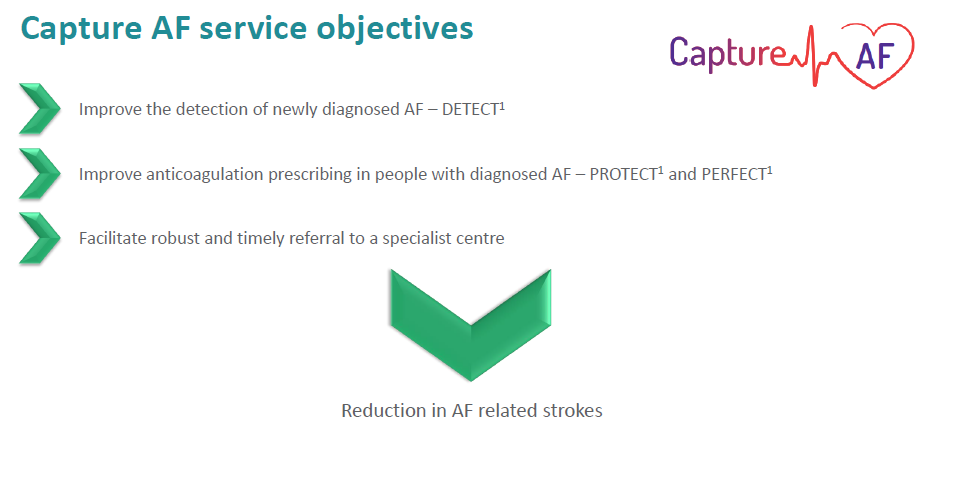 Capture AF service objectives
Capture AF
Improve the detection of newly diagnosed AF – DETECT¹
Improve anticoagulation prescribing in people with diagnosed AF – PROTECT¹ and PERFECT¹
Facilitate robust and timely referral to a specialist centre
Reduction in AF related strokes